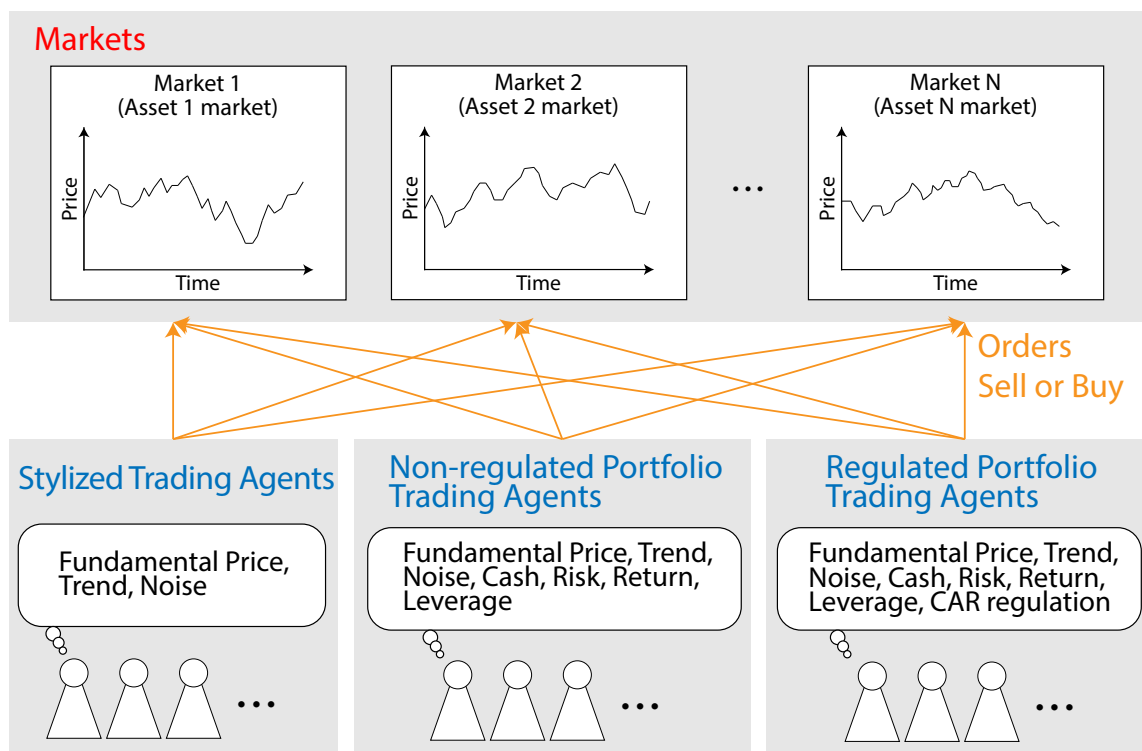 Markets
Market 1
(Asset 1 market)
Price
Time
Market 2
(Asset 2 market)
Price
Time
...
Market N
(Asset N market)
Price
Time
Orders
Sell or Buy
Stylized Trading Agents
Fundamental Price,
Trend, Noise
...
Non-regulated Portfolio
Trading Agents
Fundamental Price, Trend,
Noise, Cash, Risk, Return,
Leverage
...
Regulated Portfolio
Trading Agents
Fundamental Price, Trend,
Noise, Cash, Risk, Return,
Leverage, CAR regulation
...